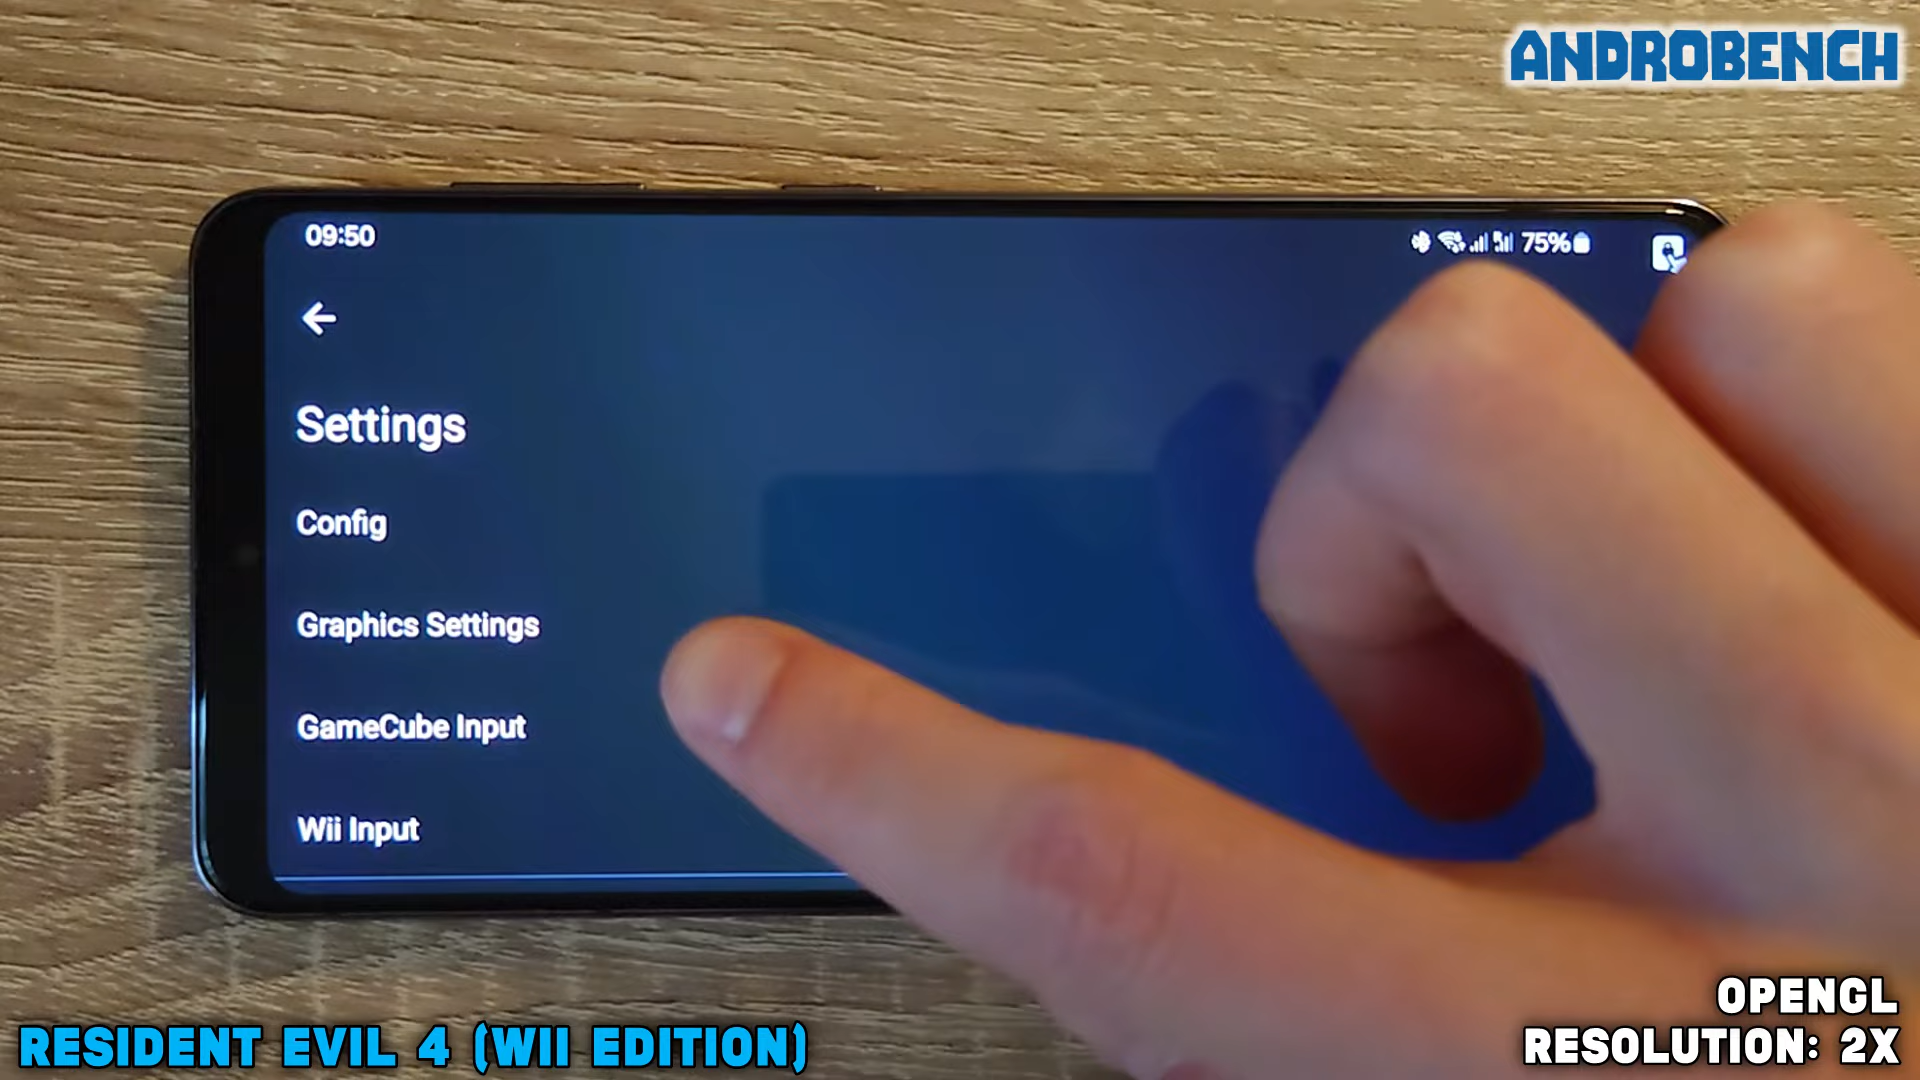 ANDROBENCH
09:50
75%
Settings
Config
Graphics Settings
GameCube Input
Wii Input
OPENGL
RESOLUTION: 2X
RESIDENT EVIL 4 (WII EDITION)